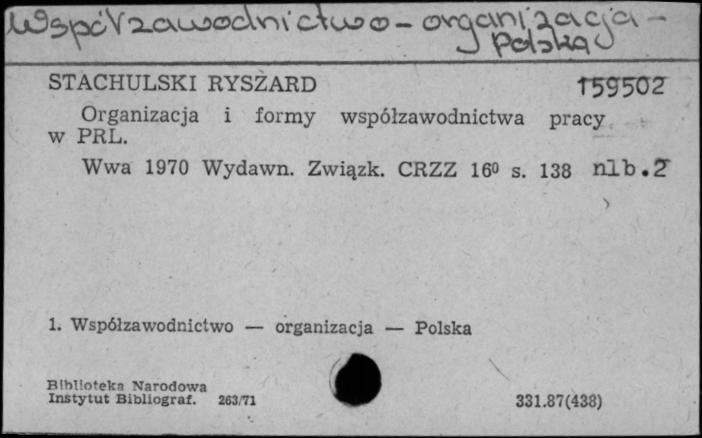 Współzawodnictwo - organizacja -
Polska
STACHULSKI RYSZARD 159502
Organizacja i formy współzawodnictwa pracy
w PRL.
Wwa 1970 Wydawn. Związk. CRZZ 16⁰ s. 138 nlb.2
1. Współzawodnictwo — organizacja — Polska
Biblioteka Narodowa
Instytut Bibliograf. 263/71 331.87(438)